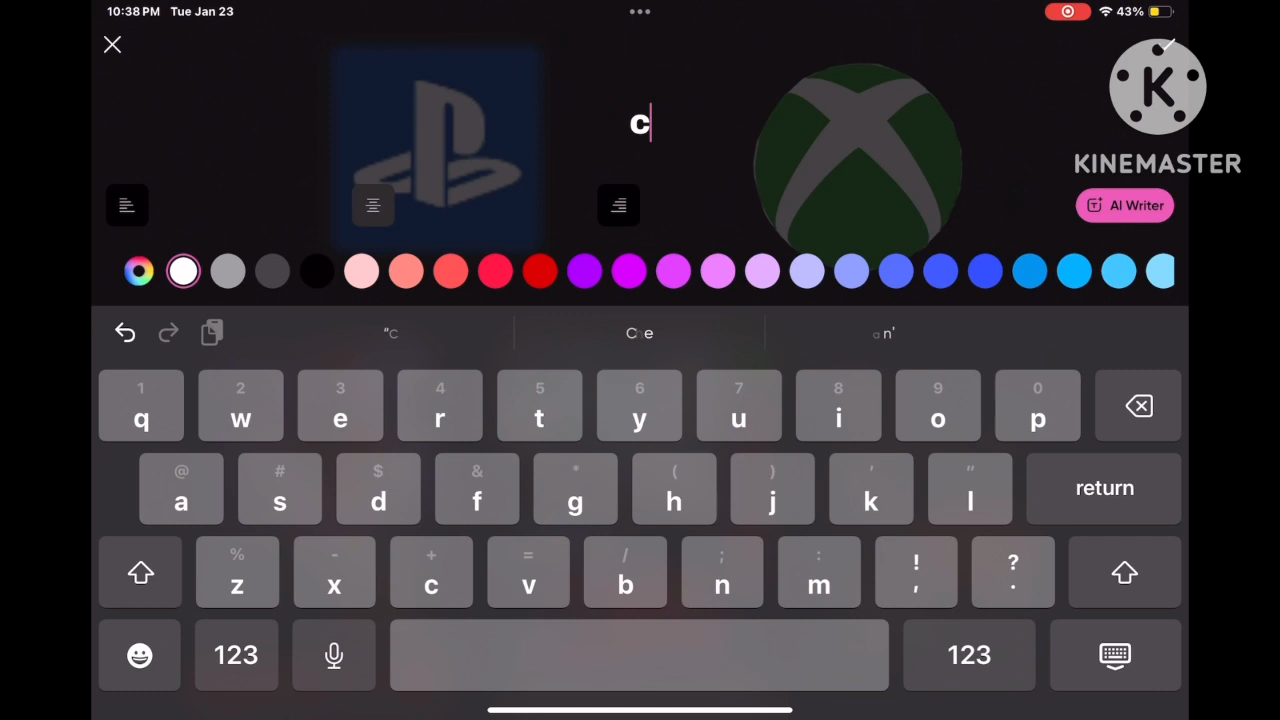 10:38 PM Tue Jan 23
43%
K
KINEMASTER
c
AI Writer
"C
1 2 3 4 5 6 7 8 9 0
q w e r t y u i o p
@ # $ & * ( ) ' "
a s d f g h j k l return
% - + = / ; : ! ?
z x c v b n m , .
123 123